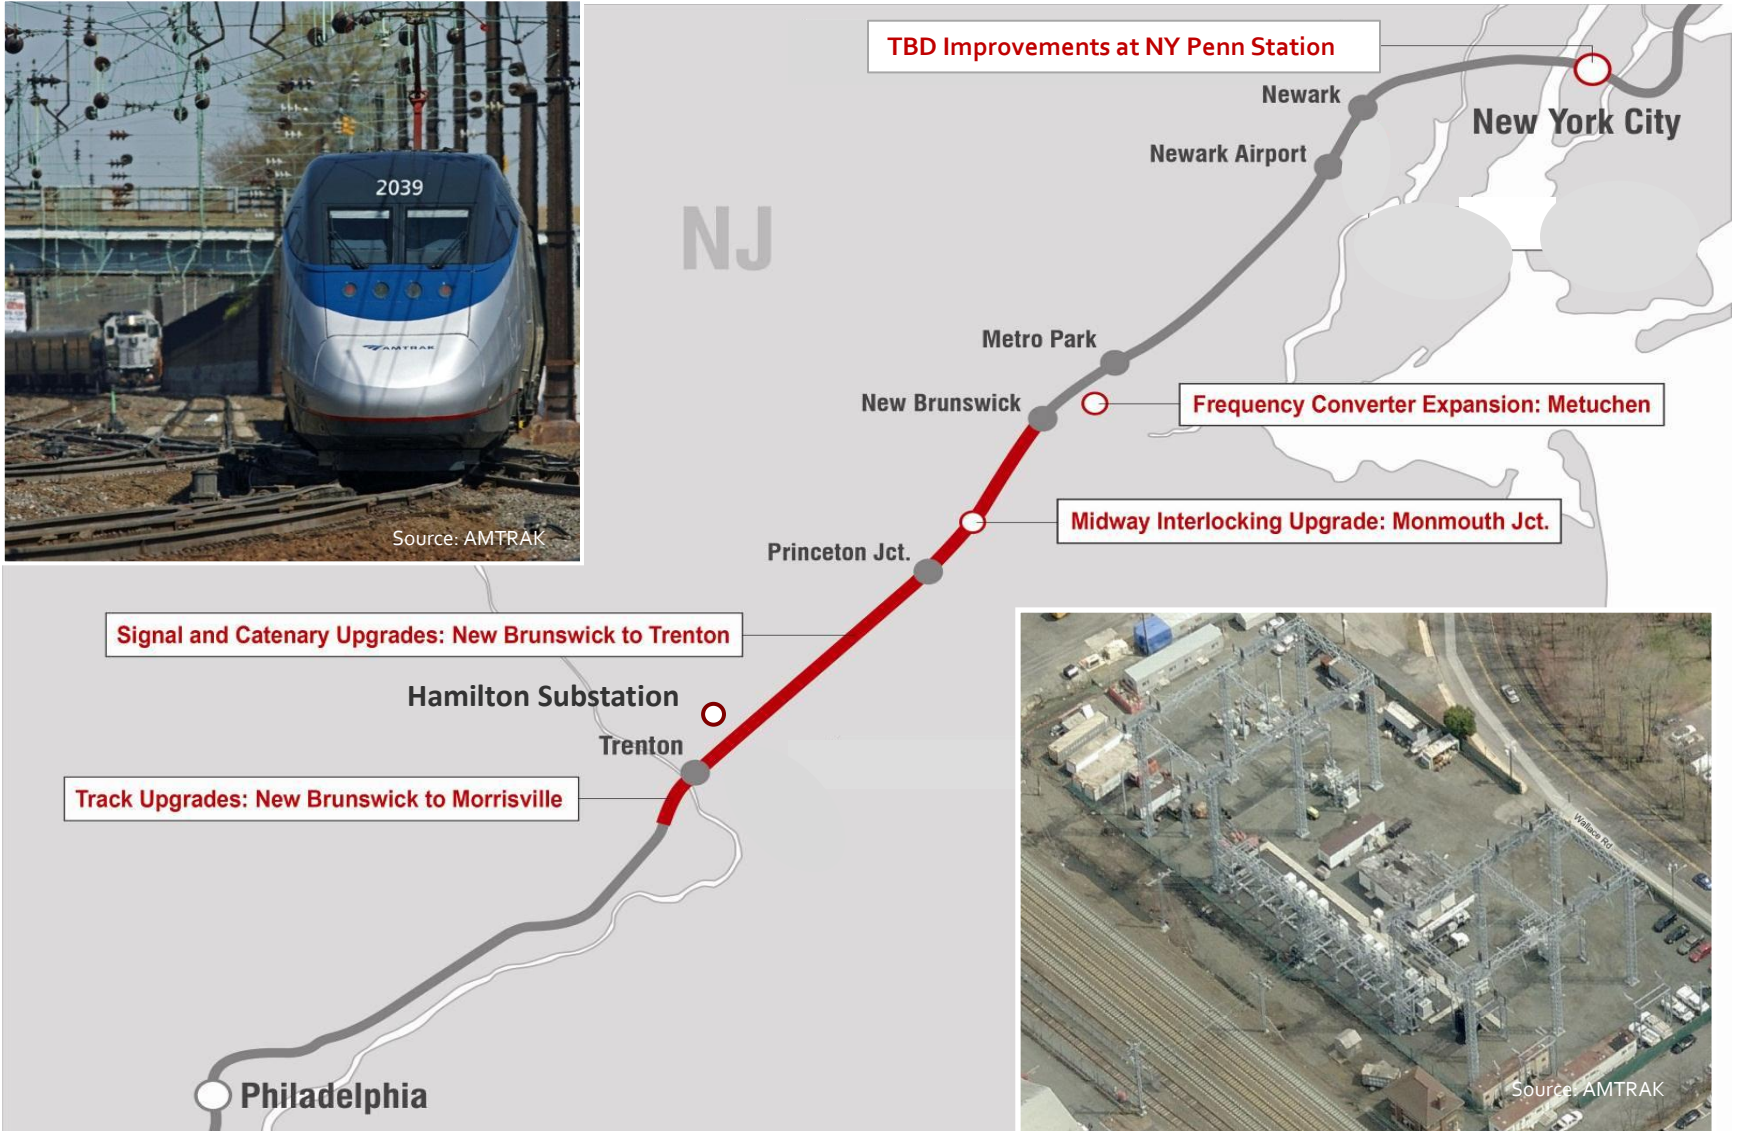 2039
AMTRAK
Source: AMTRAK
TBD Improvements at NY Penn Station
Newark
New York City
Newark Airport
NJ
Metro Park
New Brunswick
Frequency Converter Expansion: Metuchen
Midway Interlocking Upgrade: Monmouth Jct.
Princeton Jct.
Signal and Catenary Upgrades: New Brunswick to Trenton
Hamilton Substation
Trenton
Track Upgrades: New Brunswick to Morrisville
Wallace Rd
Philadelphia
Source: AMTRAK